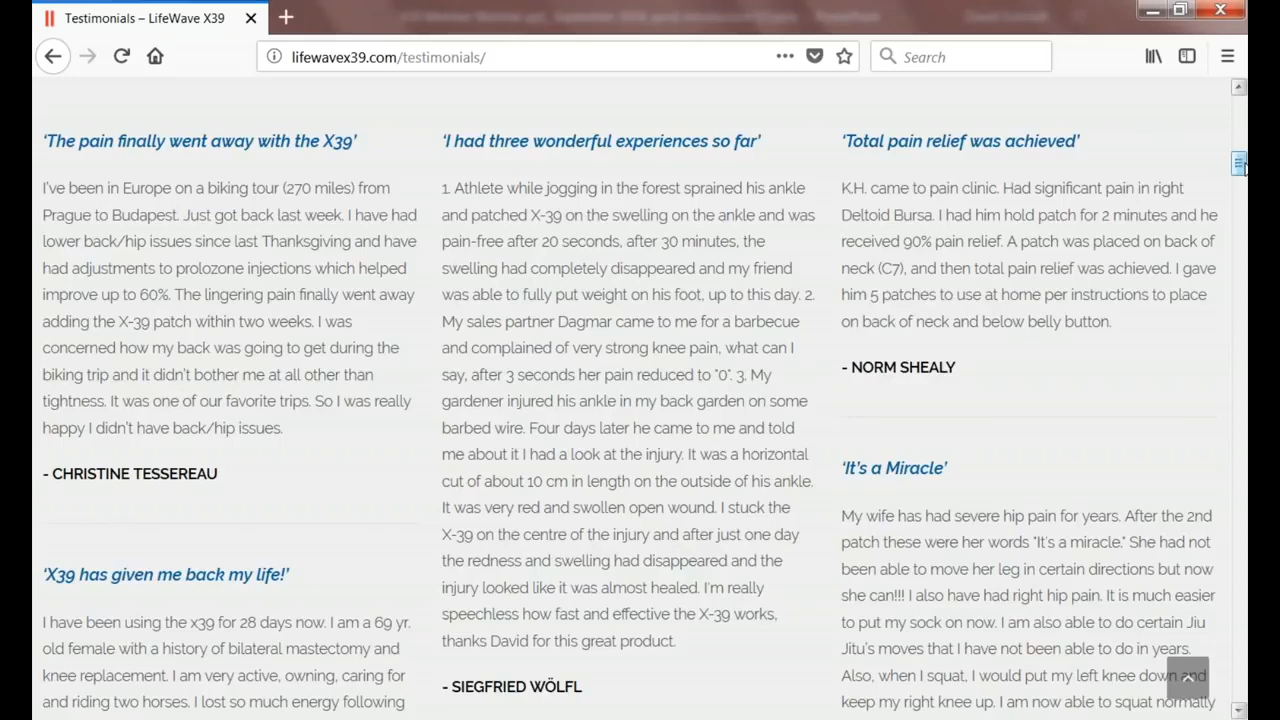 Testimonials – LifeWave X39
lifewavex39.com/testimonials/
Search
‘The pain finally went away with the X39’
I’ve been in Europe on a biking tour (270 miles) from
Prague to Budapest. Just got back last week. I have had
lower back/hip issues since last Thanksgiving and have
had adjustments to prolozone injections which helped
improve up to 60%. The lingering pain finally went away
adding the X-39 patch within two weeks. I was
concerned how my back was going to get during the
biking trip and it didn’t bother me at all other than
tightness. It was one of our favorite trips. So I was really
happy I didn’t have back/hip issues.
- CHRISTINE TESSEREAU
‘X39 has given me back my life!’
I have been using the x39 for 28 days now. I am a 69 yr.
old female with a history of bilateral mastectomy and
knee replacement. I am very active, owning, caring for
and riding two horses. I lost so much energy following
‘I had three wonderful experiences so far’
1. Athlete while jogging in the forest sprained his ankle
and patched X-39 on the swelling on the ankle and was
pain-free after 20 seconds, after 30 minutes, the
swelling had completely disappeared and my friend
was able to fully put weight on his foot, up to this day. 2.
My sales partner Dagmar came to me for a barbecue
and complained of very strong knee pain, what can I
say, after 3 seconds her pain reduced to "0". 3. My
gardener injured his ankle in my back garden on some
barbed wire. Four days later he came to me and told
me about it I had a look at the injury. It was a horizontal
cut of about 10 cm in length on the outside of his ankle.
It was very red and swollen open wound. I stuck the
X-39 on the centre of the injury and after just one day
the redness and swelling had disappeared and the
injury looked like it was almost healed. I'm really
speechless how fast and effective the X-39 works,
thanks David for this great product.
- SIEGFRIED WÖLFL
‘Total pain relief was achieved’
K.H. came to pain clinic. Had significant pain in right
Deltoid Bursa. I had him hold patch for 2 minutes and he
received 90% pain relief. A patch was placed on back of
neck (C7), and then total pain relief was achieved. I gave
him 5 patches to use at home per instructions to place
on back of neck and below belly button.
- NORM SHEALY
‘It’s a Miracle’
My wife has had severe hip pain for years. After the 2nd
patch these were her words "It's a miracle." She had not
been able to move her leg in certain directions but now
she can!!! I also have had right hip pain. It is much easier
to put my sock on now. I am also able to do certain Jiu
Jitu’s moves that I have not been able to do in years.
Also, when I squat, I would put my left knee down and
keep my right knee up. I am now able to squat normally